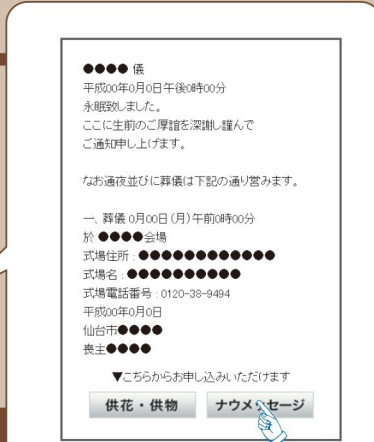 ●●●● 儀
平成00年0月0日午後0時00分
永眠致しました。
ここに生前のご厚誼を深謝し謹んで
ご通知申し上げます。
なお通夜並びに葬儀は下記の通り営みます。
一、葬儀 0月00日(月)午前0時00分
於 ●●●●会場
式場住所 : ●●●●●●●●●●●●
式場名 : ●●●●●●●●●●
式場電話番号 : 0120-38-9494
平成00年0月0日
仙台市●●●●
喪主●●●●
▼こちらからお申し込みいただけます
供花・供物 ナウメッセージ